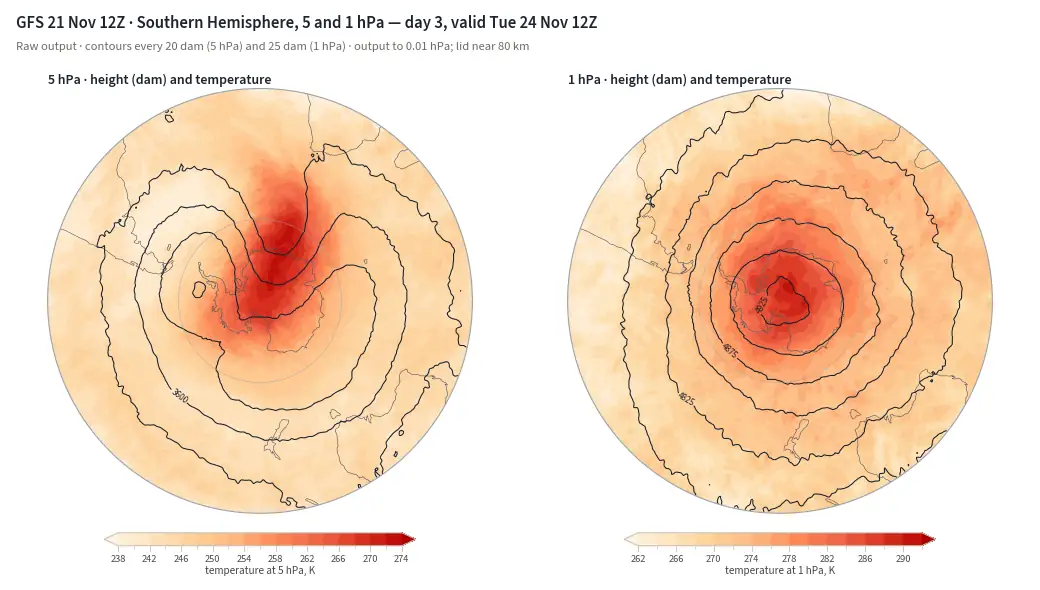 GFS 21 Nov 12Z · Southern Hemisphere, 5 and 1 hPa — day 3, valid Tue 24 Nov 12Z
Raw output · contours every 20 dam (5 hPa) and 25 dam (1 hPa) · output to 0.01 hPa; lid near 80 km
5 hPa · height (dam) and temperature
1 hPa · height (dam) and temperature
3600
4925
4875
4825
238 242 246 250 254 258 262 266 270 274
temperature at 5 hPa, K
262 266 270 274 278 282 286 290
temperature at 1 hPa, K